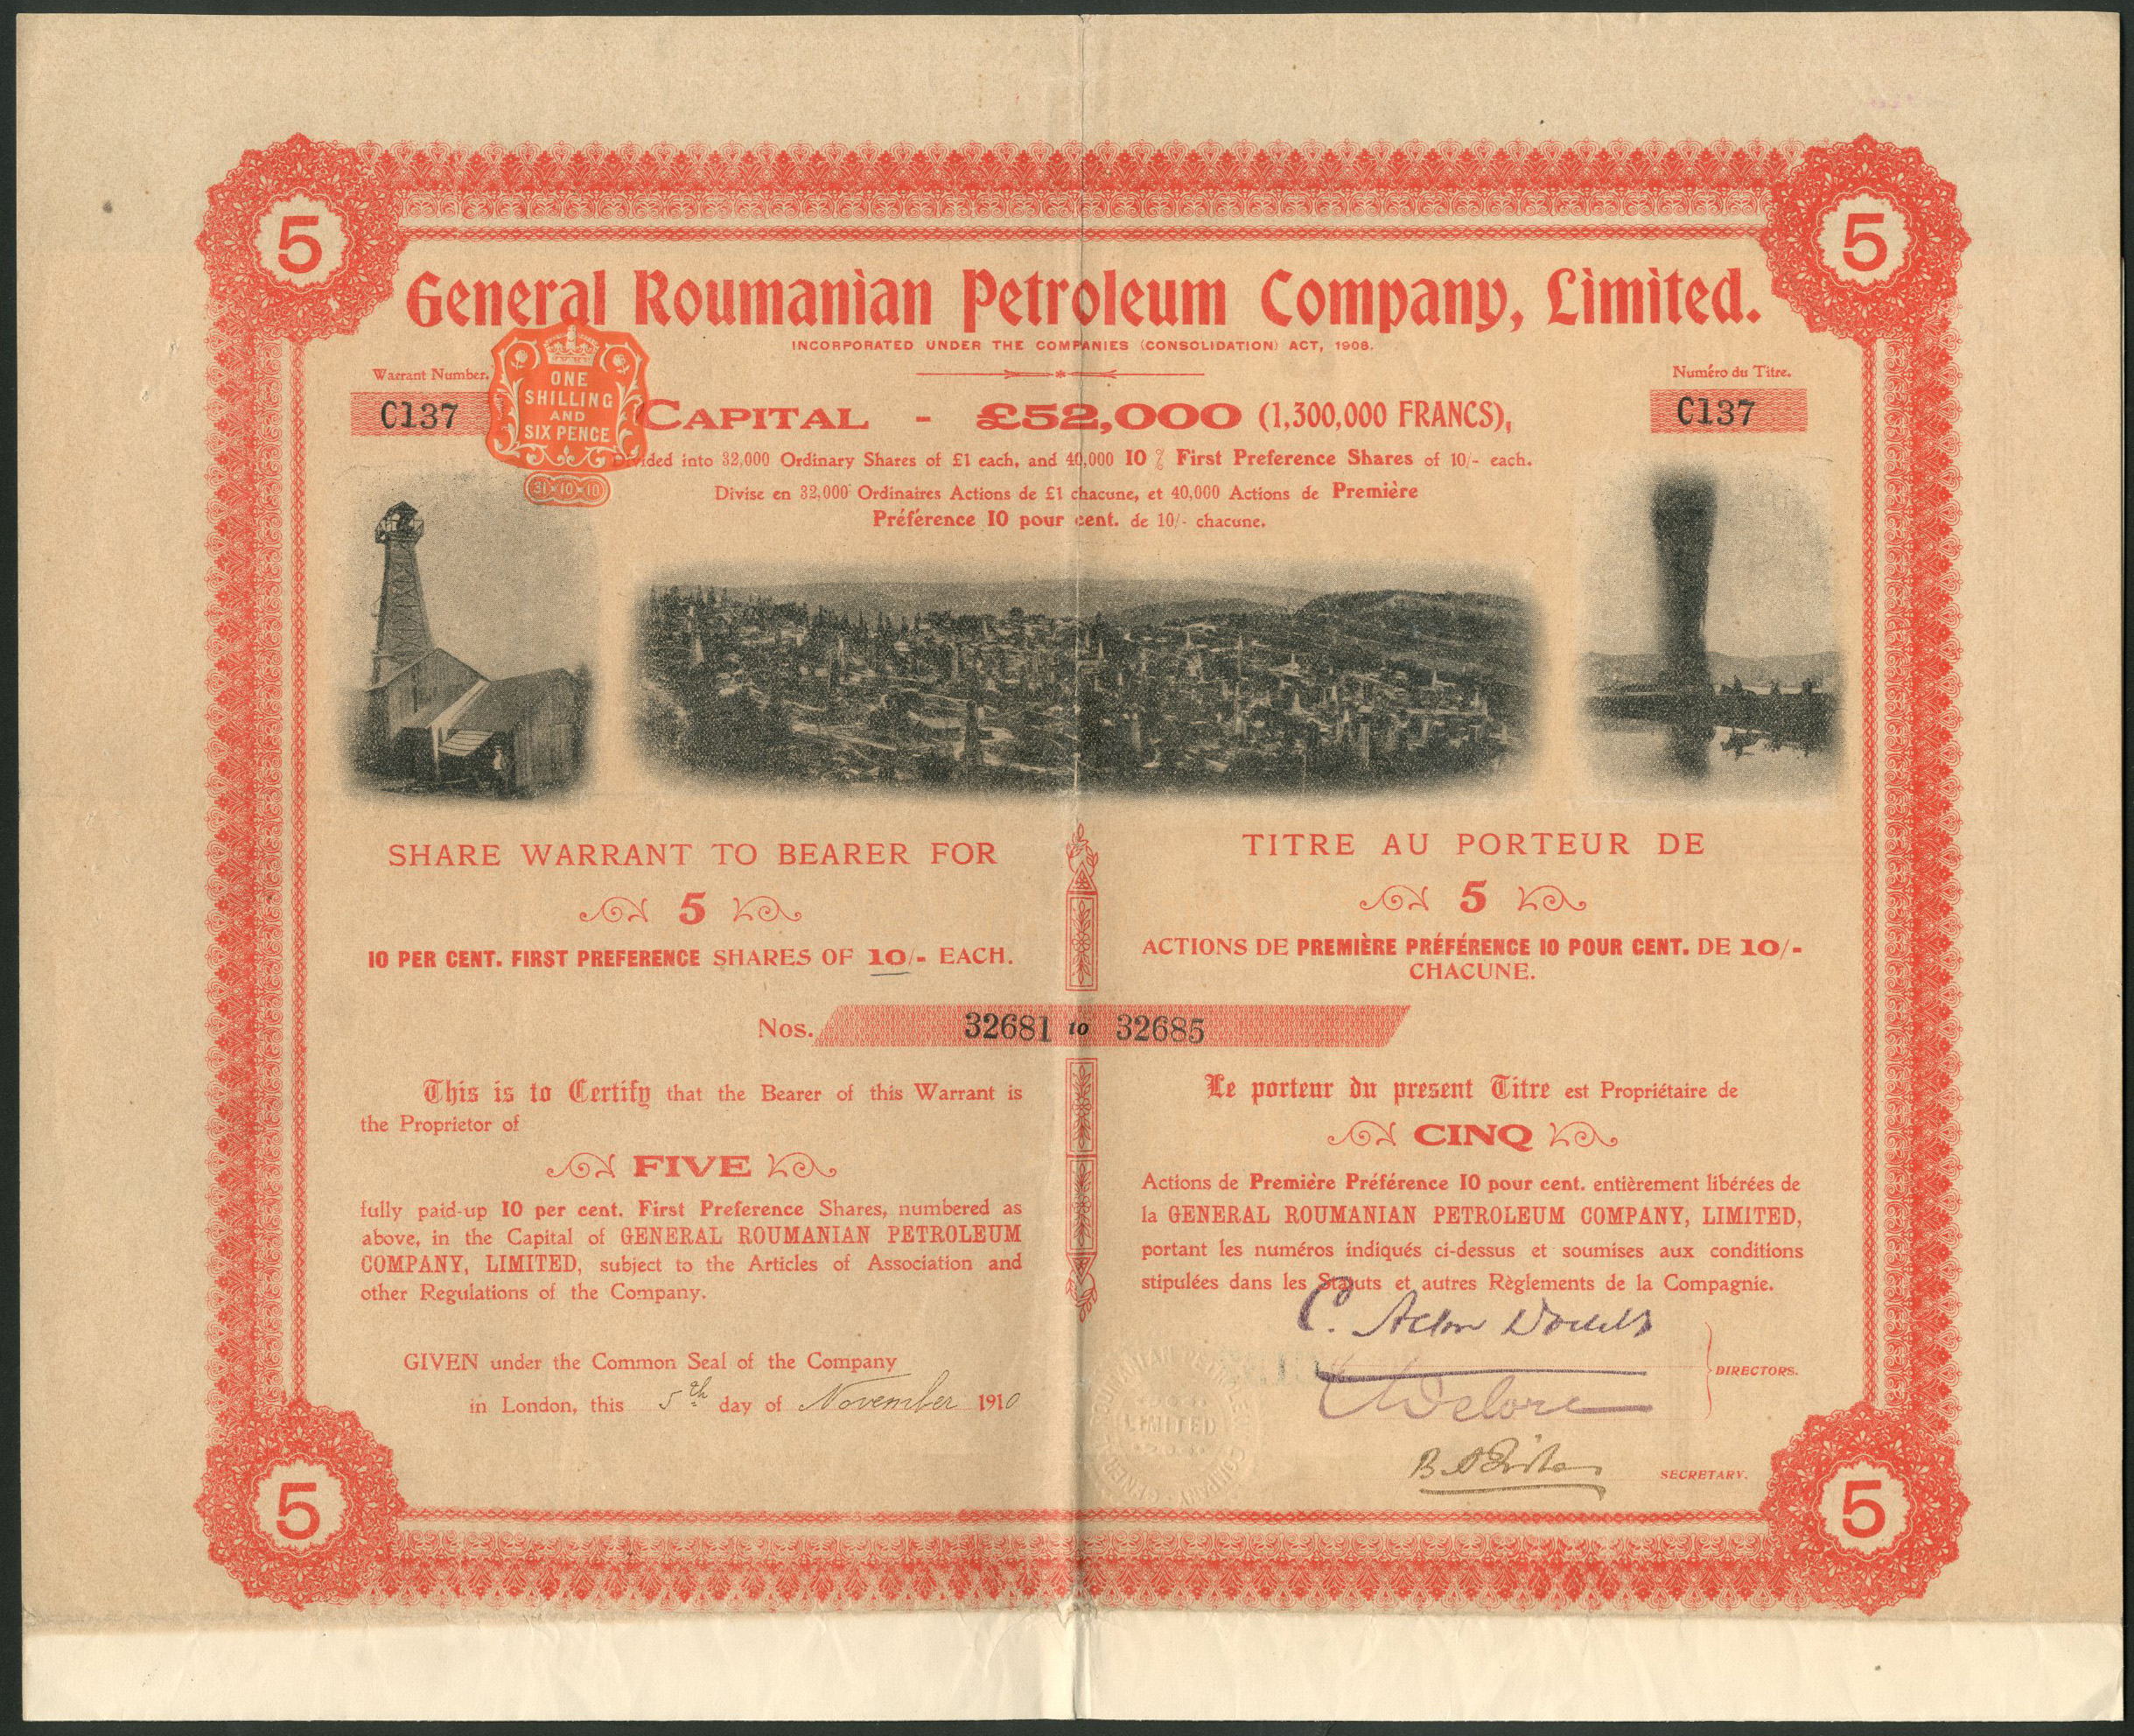 5
5
General Roumanian Petroleum Company, Limited.
INCORPORATED UNDER THE COMPANIES (CONSOLIDATION) ACT, 1908.
Warrant Number.
C137
ONE
SHILLING
AND
SIX PENCE
31·10·10
Numéro du Titre.
C137
CAPITAL - £52,000 (1,300,000 FRANCS),
Divided into 32,000 Ordinary Shares of £1 each, and 40,000 10 % First Preference Shares of 10/- each.
Divise en 32,000 Ordinaires Actions de £1 chacune, et 40,000 Actions de Première
Préférence 10 pour cent. de 10/- chacune.
SHARE WARRANT TO BEARER FOR
5
10 PER CENT. FIRST PREFERENCE SHARES OF 10/- EACH.
TITRE AU PORTEUR DE
5
ACTIONS DE PREMIÈRE PRÉFÉRENCE 10 POUR CENT. DE 10/-
CHACUNE.
Nos. 32681 to 32685
This is to Certify that the Bearer of this Warrant is
the Proprietor of
FIVE
fully paid-up 10 per cent. First Preference Shares, numbered as
above, in the Capital of GENERAL ROUMANIAN PETROLEUM
COMPANY, LIMITED, subject to the Articles of Association and
other Regulations of the Company.
GIVEN under the Common Seal of the Company
in London, this 5th day of November 1910
Le porteur du present Titre est Propriétaire de
CINQ
Actions de Première Préférence 10 pour cent. entièrement libérées de
la GENERAL ROUMANIAN PETROLEUM COMPANY, LIMITED,
portant les numéros indiqués ci-dessus et soumises aux conditions
stipulées dans les Statuts et autres Règlements de la Compagnie.
C. Acton
DIRECTORS.
SECRETARY.
LIMITED
5
5